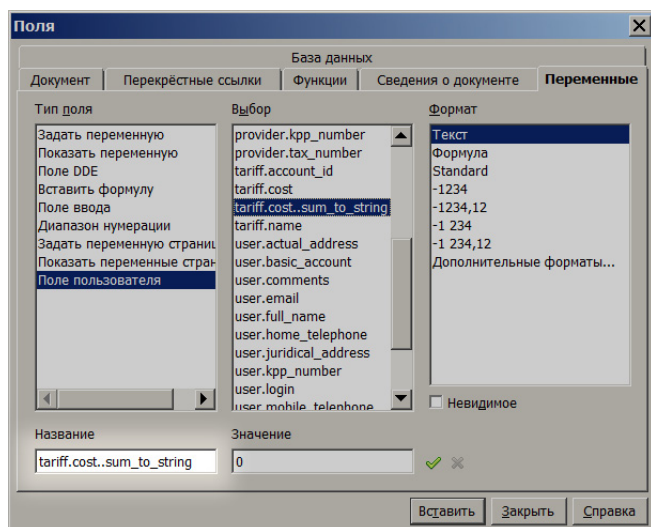 Поля
База данных
Документ Перекрёстные ссылки Функции Сведения о документе Переменные
Тип поля
Задать переменную
Показать переменную
Поле DDE
Вставить формулу
Поле ввода
Диапазон нумерации
Задать переменную страниц
Показать переменные стран
Поле пользователя
Выбор
provider.kpp_number
provider.tax_number
tariff.account_id
tariff.cost
tariff.cost..sum_to_string
tariff.name
user.actual_address
user.basic_account
user.comments
user.email
user.full_name
user.home_telephone
user.juridical_address
user.kpp_number
user.login
user.mobile_telephone
Формат
Текст
Формула
Standard
-1234
-1234,12
-1 234
-1 234,12
Дополнительные форматы...
Невидимое
Название
tariff.cost..sum_to_string
Значение
0
Вставить Закрыть Справка